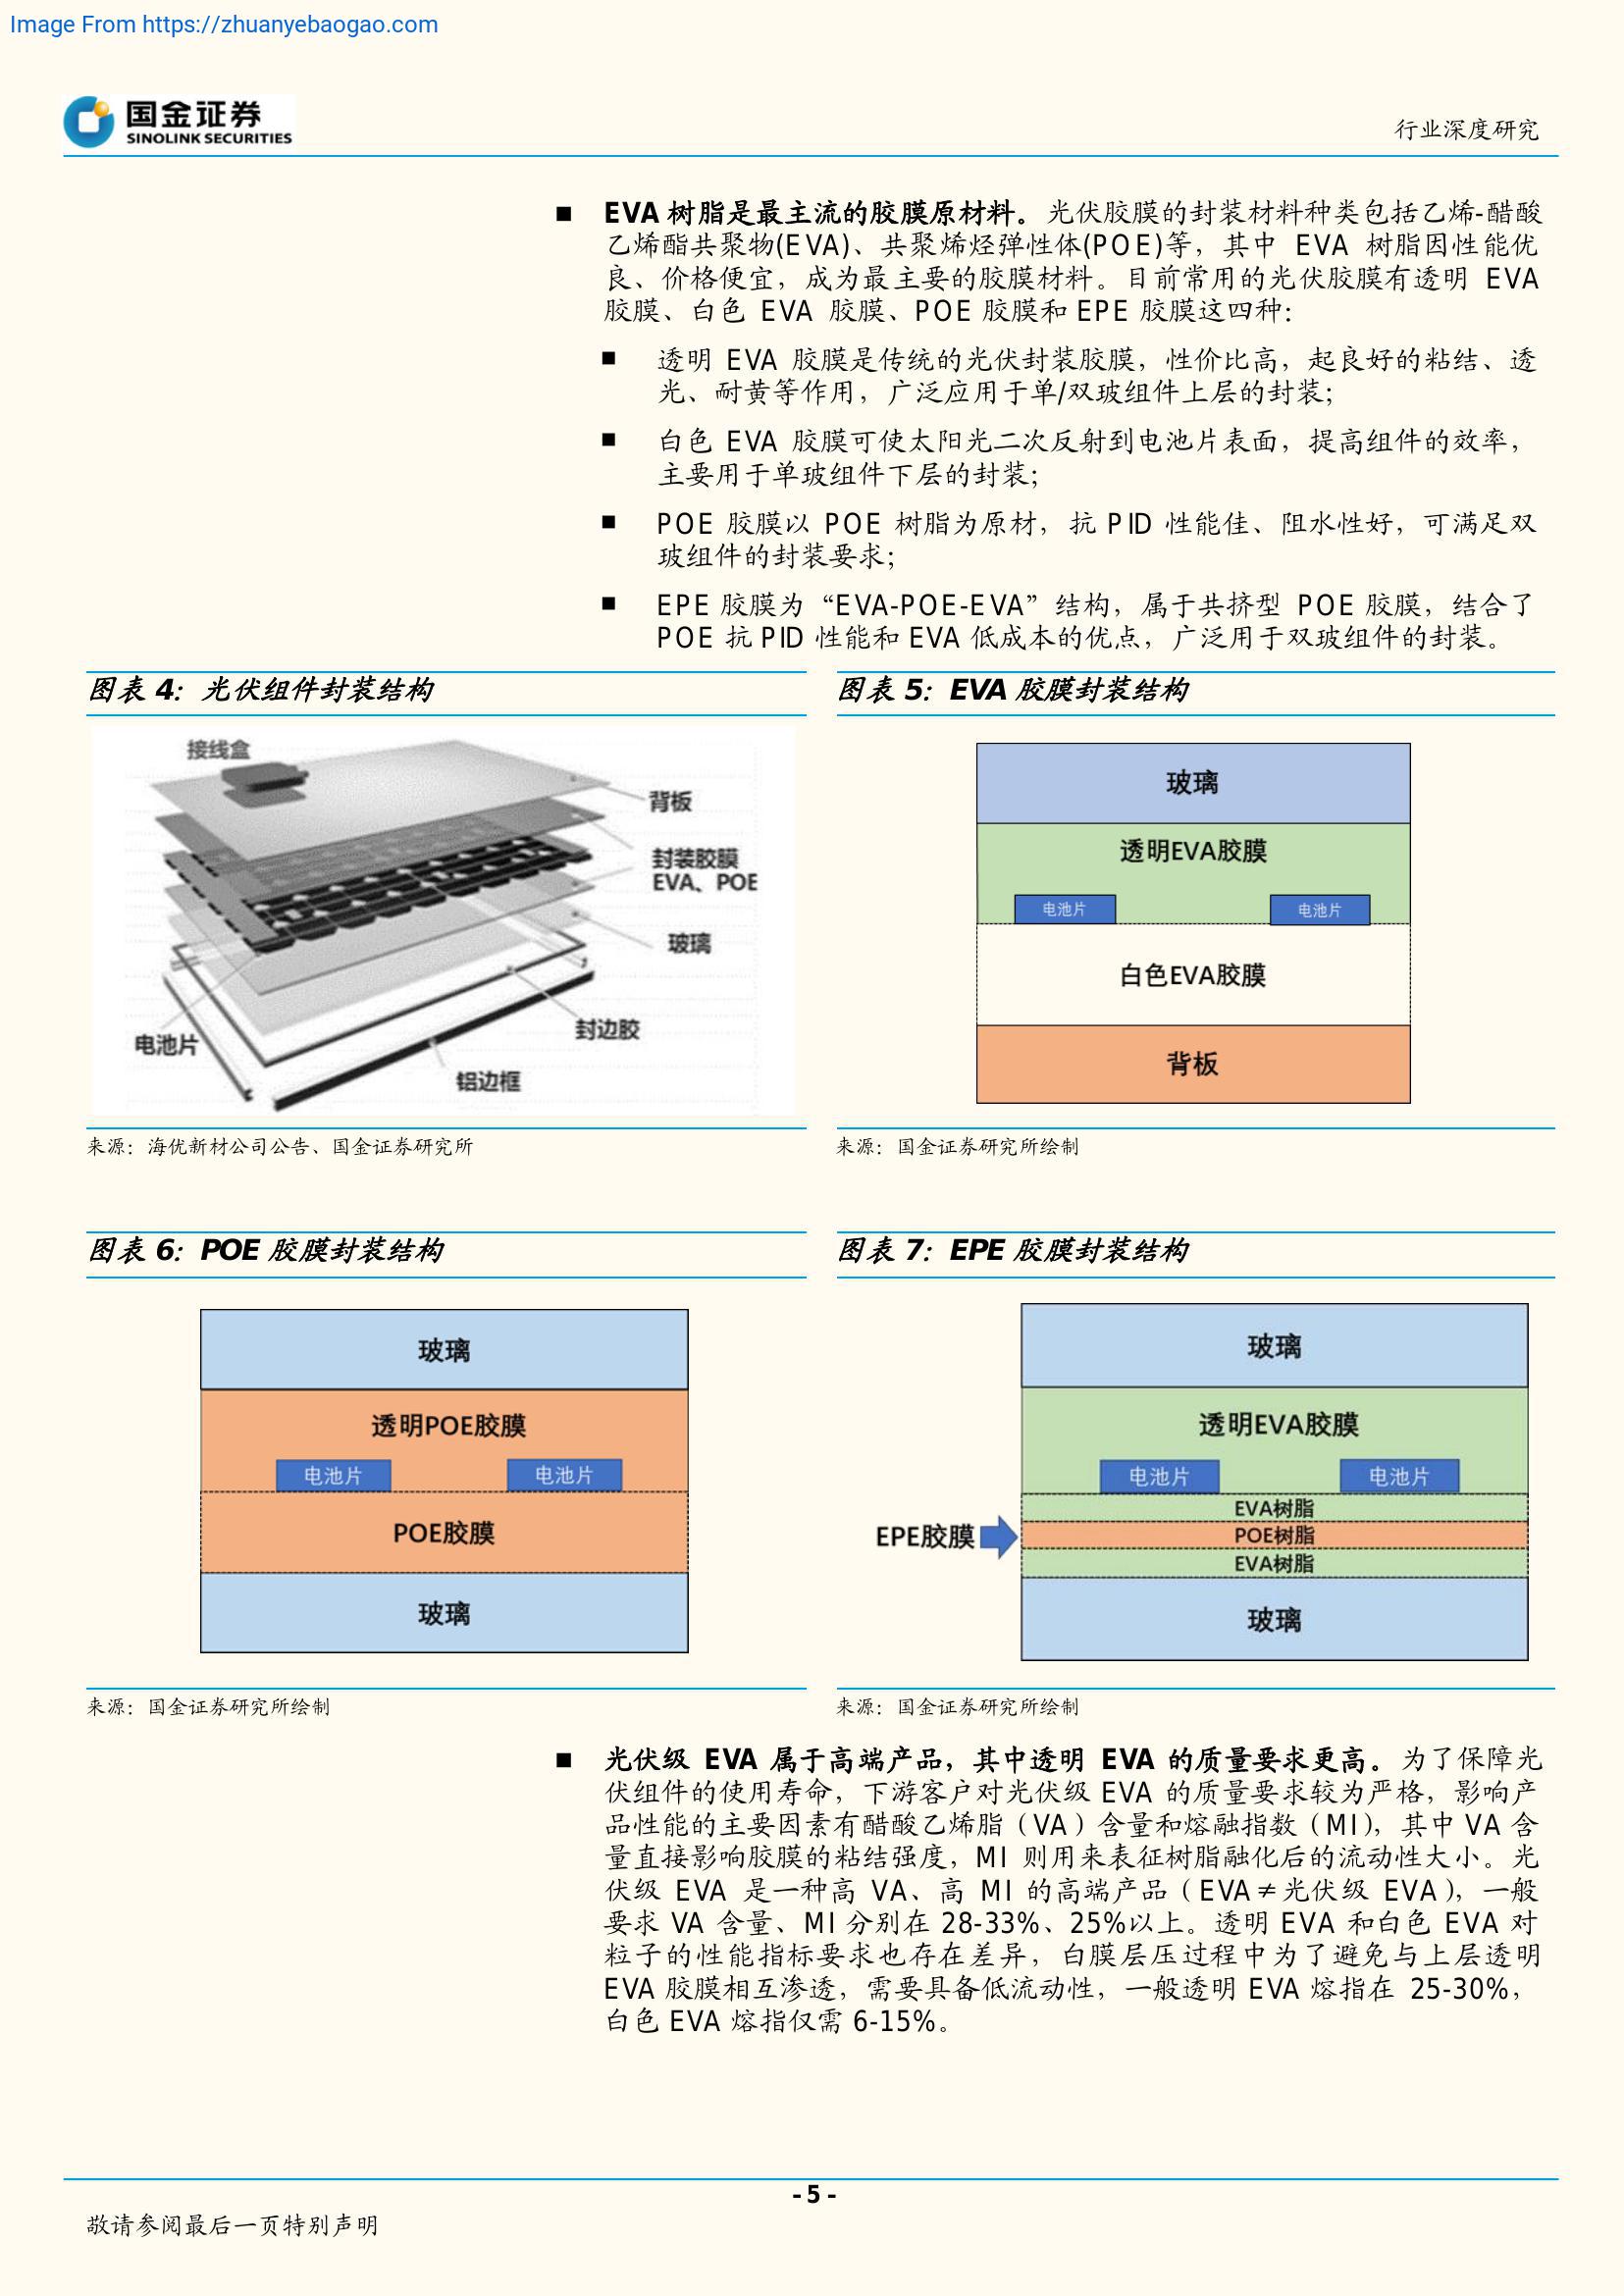 Image From https://zhuanyebaogao.com
国金证券
SINOLINK SECURITIES
行业深度研究
■ EVA 树脂是最主流的胶膜原材料。光伏胶膜的封装材料种类包括乙烯-醋酸
乙烯酯共聚物(EVA)、共聚烯烃弹性体(POE)等，其中 EVA 树脂因性能优
良、价格便宜，成为最主要的胶膜材料。目前常用的光伏胶膜有透明 EVA
胶膜、白色 EVA 胶膜、POE 胶膜和 EPE 胶膜这四种：
■ 透明 EVA 胶膜是传统的光伏封装胶膜，性价比高，起良好的粘结、透
光、耐黄等作用，广泛应用于单/双玻组件上层的封装；
■ 白色 EVA 胶膜可使太阳光二次反射到电池片表面，提高组件的效率，
主要用于单玻组件下层的封装；
■ POE 胶膜以 POE 树脂为原材，抗 PID 性能佳、阻水性好，可满足双
玻组件的封装要求；
■ EPE 胶膜为“EVA-POE-EVA”结构，属于共挤型 POE 胶膜，结合了
POE 抗 PID 性能和 EVA 低成本的优点，广泛用于双玻组件的封装。
图表 4：光伏组件封装结构
接线盒
背板
封装胶膜
EVA、POE
玻璃
封边胶
电池片
铝边框
来源：海优新材公司公告、国金证券研究所
图表 5：EVA 胶膜封装结构
玻璃
透明EVA胶膜
电池片 电池片
白色EVA胶膜
背板
来源：国金证券研究所绘制
图表 6：POE 胶膜封装结构
玻璃
透明POE胶膜
电池片 电池片
POE胶膜
玻璃
来源：国金证券研究所绘制
图表 7：EPE 胶膜封装结构
玻璃
透明EVA胶膜
电池片 电池片
EVA树脂
EPE胶膜 POE树脂
EVA树脂
玻璃
来源：国金证券研究所绘制
■ 光伏级 EVA 属于高端产品，其中透明 EVA 的质量要求更高。为了保障光
伏组件的使用寿命，下游客户对光伏级 EVA 的质量要求较为严格，影响产
品性能的主要因素有醋酸乙烯脂（VA）含量和熔融指数（MI），其中 VA 含
量直接影响胶膜的粘结强度，MI 则用来表征树脂融化后的流动性大小。光
伏级 EVA 是一种高 VA、高 MI 的高端产品（EVA≠光伏级 EVA），一般
要求 VA 含量、MI 分别在 28-33%、25%以上。透明 EVA 和白色 EVA 对
粒子的性能指标要求也存在差异，白膜层压过程中为了避免与上层透明
EVA 胶膜相互渗透，需要具备低流动性，一般透明 EVA 熔指在 25-30%，
白色 EVA 熔指仅需 6-15%。
- 5 -
敬请参阅最后一页特别声明